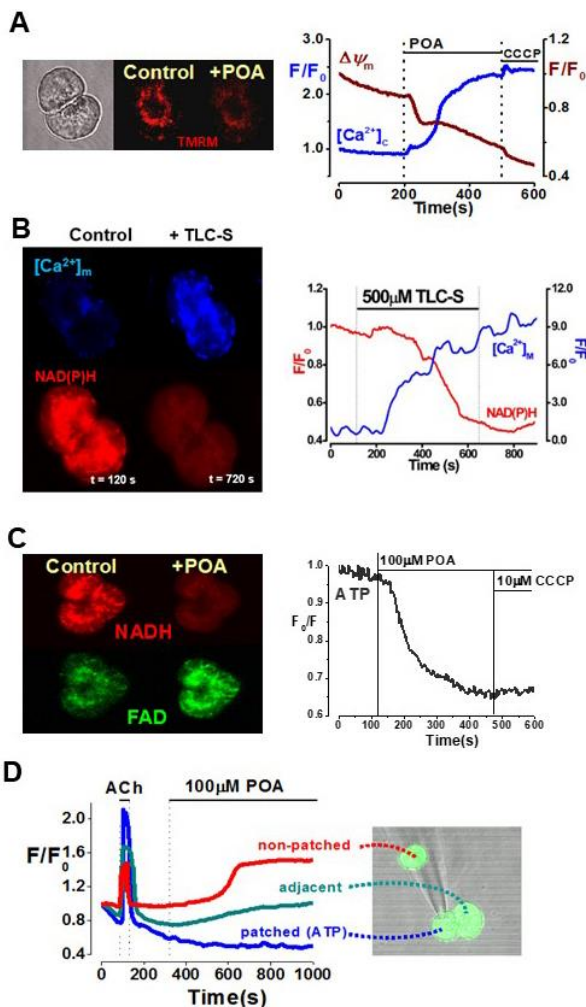 A
Control +POA
TMRM
F/F0
3.0
2.0
1.0
Δψm
[Ca2+]C
POA
CCCP
1.2
F/F0
1.0
0.8
0.6
0.4
0 200 400 600
Time(s)
B
Control + TLC-S
[Ca2+]m
NAD(P)H
t = 120 s
t = 720 s
500μM TLC-S
F/F0
1.0
0.8
0.6
0.4
12.0
9.0
6.0
3.0
0.0
F/F0
[Ca2+]M
NAD(P)H
0 200 400 600 800
Time (s)
C
Control +POA
NADH
FAD
100μM POA
10μM CCCP
ATP
F0/F
1.0
0.9
0.8
0.7
0.6
0 100 200 300 400 500 600
Time(s)
D
ACh 100μM POA
F/F0
2.0
1.6
1.2
0.8
0.4
non-patched
adjacent
patched (ATP)
0 200 400 600 800 1000
Time(s)